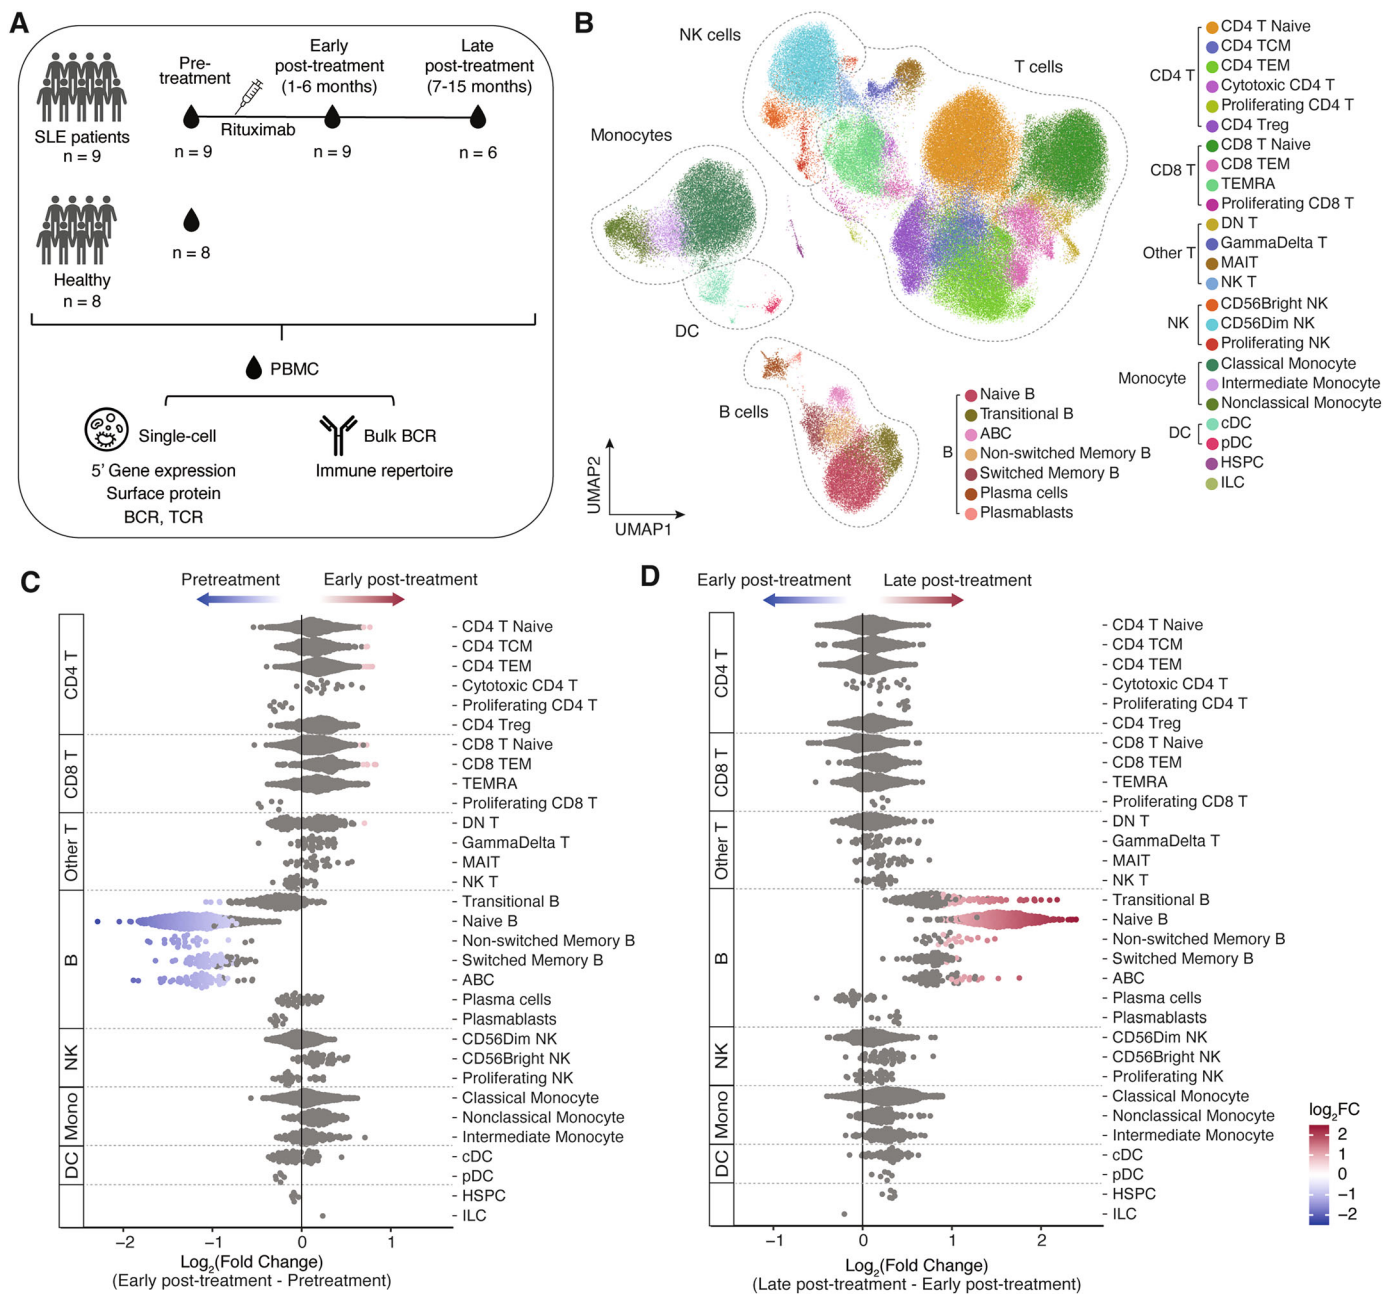 A
SLE patients
n = 9
Pre-
treatment
Rituximab
Early
post-treatment
(1-6 months)
Late
post-treatment
(7-15 months)
n = 9
n = 9
n = 6
Healthy
n = 8
n = 8
PBMC
Single-cell
5’ Gene expression
Surface protein
BCR, TCR
Bulk BCR
Immune repertoire
B
NK cells
T cells
Monocytes
DC
B cells
UMAP2
UMAP1
B
Naive B
Transitional B
ABC
Non-switched Memory B
Switched Memory B
Plasma cells
Plasmablasts
CD4 T
CD4 T Naive
CD4 TCM
CD4 TEM
Cytotoxic CD4 T
Proliferating CD4 T
CD4 Treg
CD8 T
CD8 T Naive
CD8 TEM
TEMRA
Proliferating CD8 T
Other T
DN T
GammaDelta T
MAIT
NK T
NK
CD56Bright NK
CD56Dim NK
Proliferating NK
Monocyte
Classical Monocyte
Intermediate Monocyte
Nonclassical Monocyte
DC
cDC
pDC
HSPC
ILC
C
Pretreatment
Early post-treatment
CD4 T
CD8 T
Other T
B
NK
Mono
DC
CD4 T Naive
CD4 TCM
CD4 TEM
Cytotoxic CD4 T
Proliferating CD4 T
CD4 Treg
CD8 T Naive
CD8 TEM
TEMRA
Proliferating CD8 T
DN T
GammaDelta T
MAIT
NK T
Transitional B
Naive B
Non-switched Memory B
Switched Memory B
ABC
Plasma cells
Plasmablasts
CD56Dim NK
CD56Bright NK
Proliferating NK
Classical Monocyte
Nonclassical Monocyte
Intermediate Monocyte
cDC
pDC
HSPC
ILC
−2 −1 0 1
Log₂(Fold Change)
(Early post-treatment - Pretreatment)
D
Early post-treatment
Late post-treatment
CD4 T
CD8 T
Other T
B
NK
Mono
DC
CD4 T Naive
CD4 TCM
CD4 TEM
Cytotoxic CD4 T
Proliferating CD4 T
CD4 Treg
CD8 T Naive
CD8 TEM
TEMRA
Proliferating CD8 T
DN T
GammaDelta T
MAIT
NK T
Transitional B
Naive B
Non-switched Memory B
Switched Memory B
ABC
Plasma cells
Plasmablasts
CD56Dim NK
CD56Bright NK
Proliferating NK
Classical Monocyte
Nonclassical Monocyte
Intermediate Monocyte
cDC
pDC
HSPC
ILC
−1 0 1 2
Log₂(Fold Change)
(Late post-treatment - Early post-treatment)
log₂FC
2
1
0
−1
−2